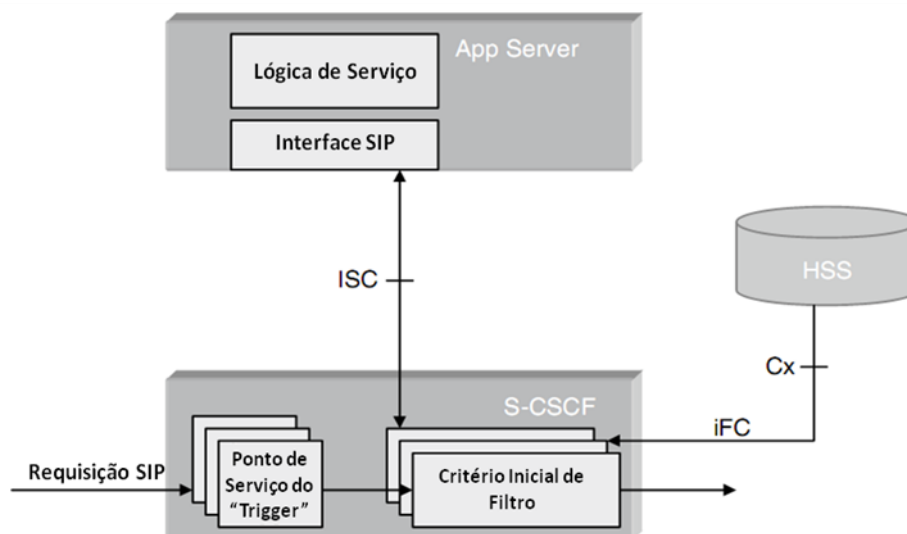 App Server
Lógica de Serviço
Interface SIP
ISC
HSS
Cx
S-CSCF
iFC
Requisição SIP
Ponto de
Serviço do
“Trigger”
Critério Inicial de
Filtro